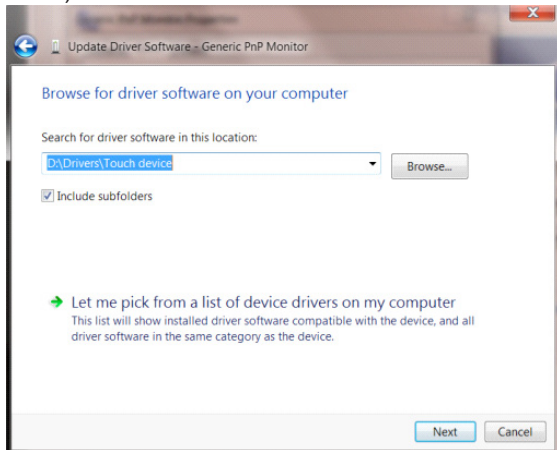 Update Driver Software - Generic PnP Monitor
Browse for driver software on your computer
Search for driver software in this location:
D:\Drivers\Touch device
Browse...
Include subfolders
Let me pick from a list of device drivers on my computer
This list will show installed driver software compatible with the device, and all
driver software in the same category as the device.
Next
Cancel